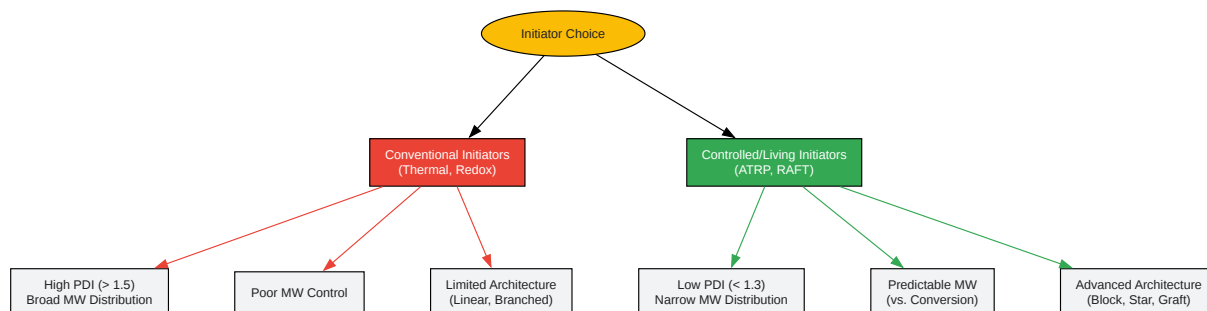 Initiator Choice
Conventional Initiators
(Thermal, Redox)
Controlled/Living Initiators
(ATRP, RAFT)
High PDI (> 1.5)
Broad MW Distribution
Poor MW Control
Limited Architecture
(Linear, Branched)
Low PDI (< 1.3)
Narrow MW Distribution
Predictable MW
(vs. Conversion)
Advanced Architecture
(Block, Star, Graft)